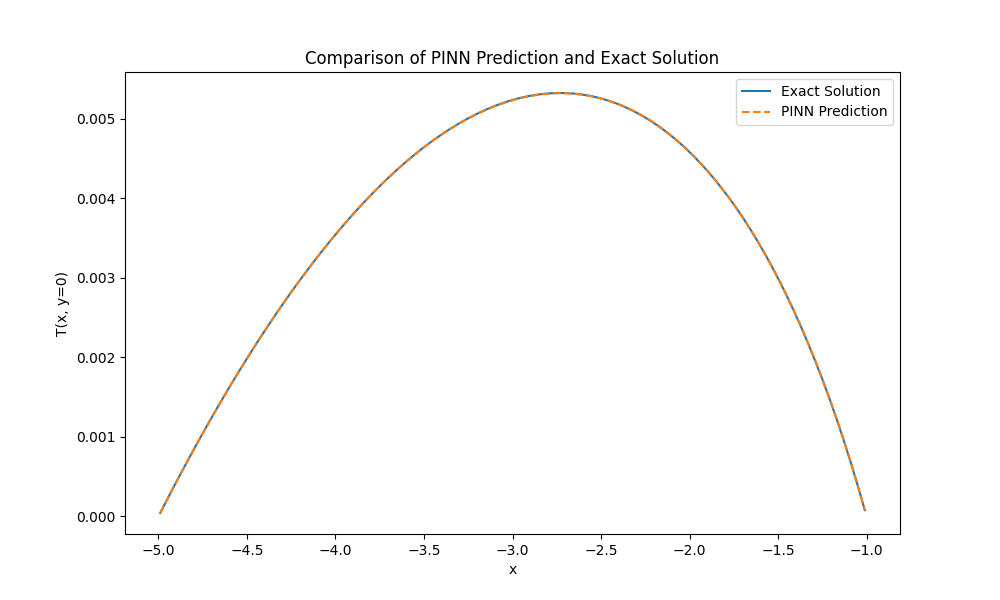 Comparison of PINN Prediction and Exact Solution
Exact Solution
PINN Prediction
T(x, y=0)
0.005
0.004
0.003
0.002
0.001
0.000
−5.0 −4.5 −4.0 −3.5 −3.0 −2.5 −2.0 −1.5 −1.0
x